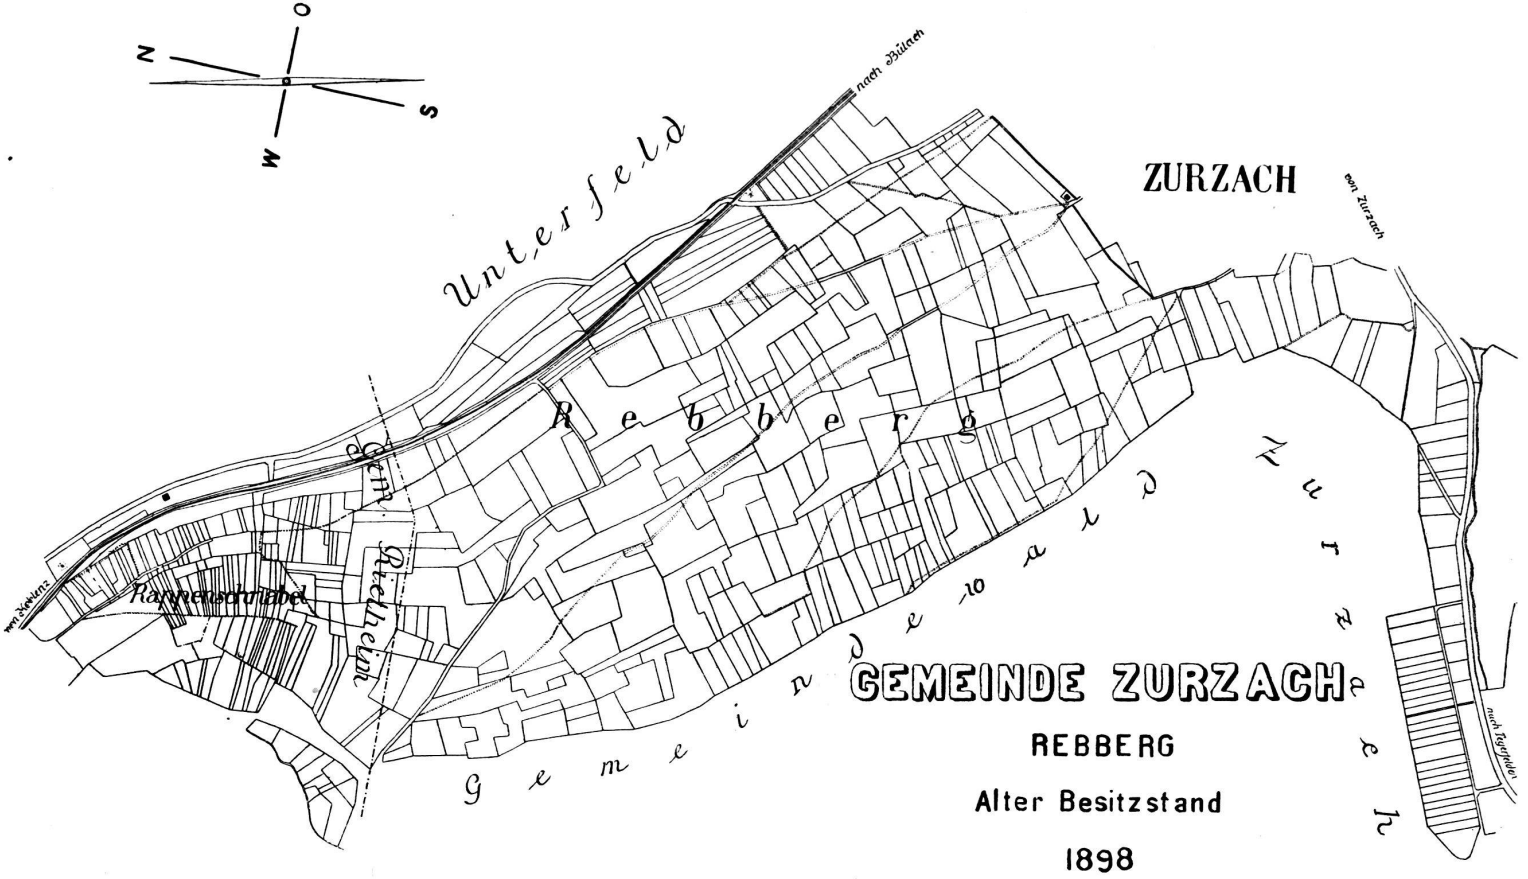 O
N
S
W
nach Bülach
Unterfeld
ZURZACH
von Zurzach
Rebberg
Gem.
Rietheim
Rappenschnabel
von Koblenz
Gemeindewald Zurzach
GEMEINDE ZURZACH
REBBERG
Alter Besitzstand
1898
nach Tegerfelden